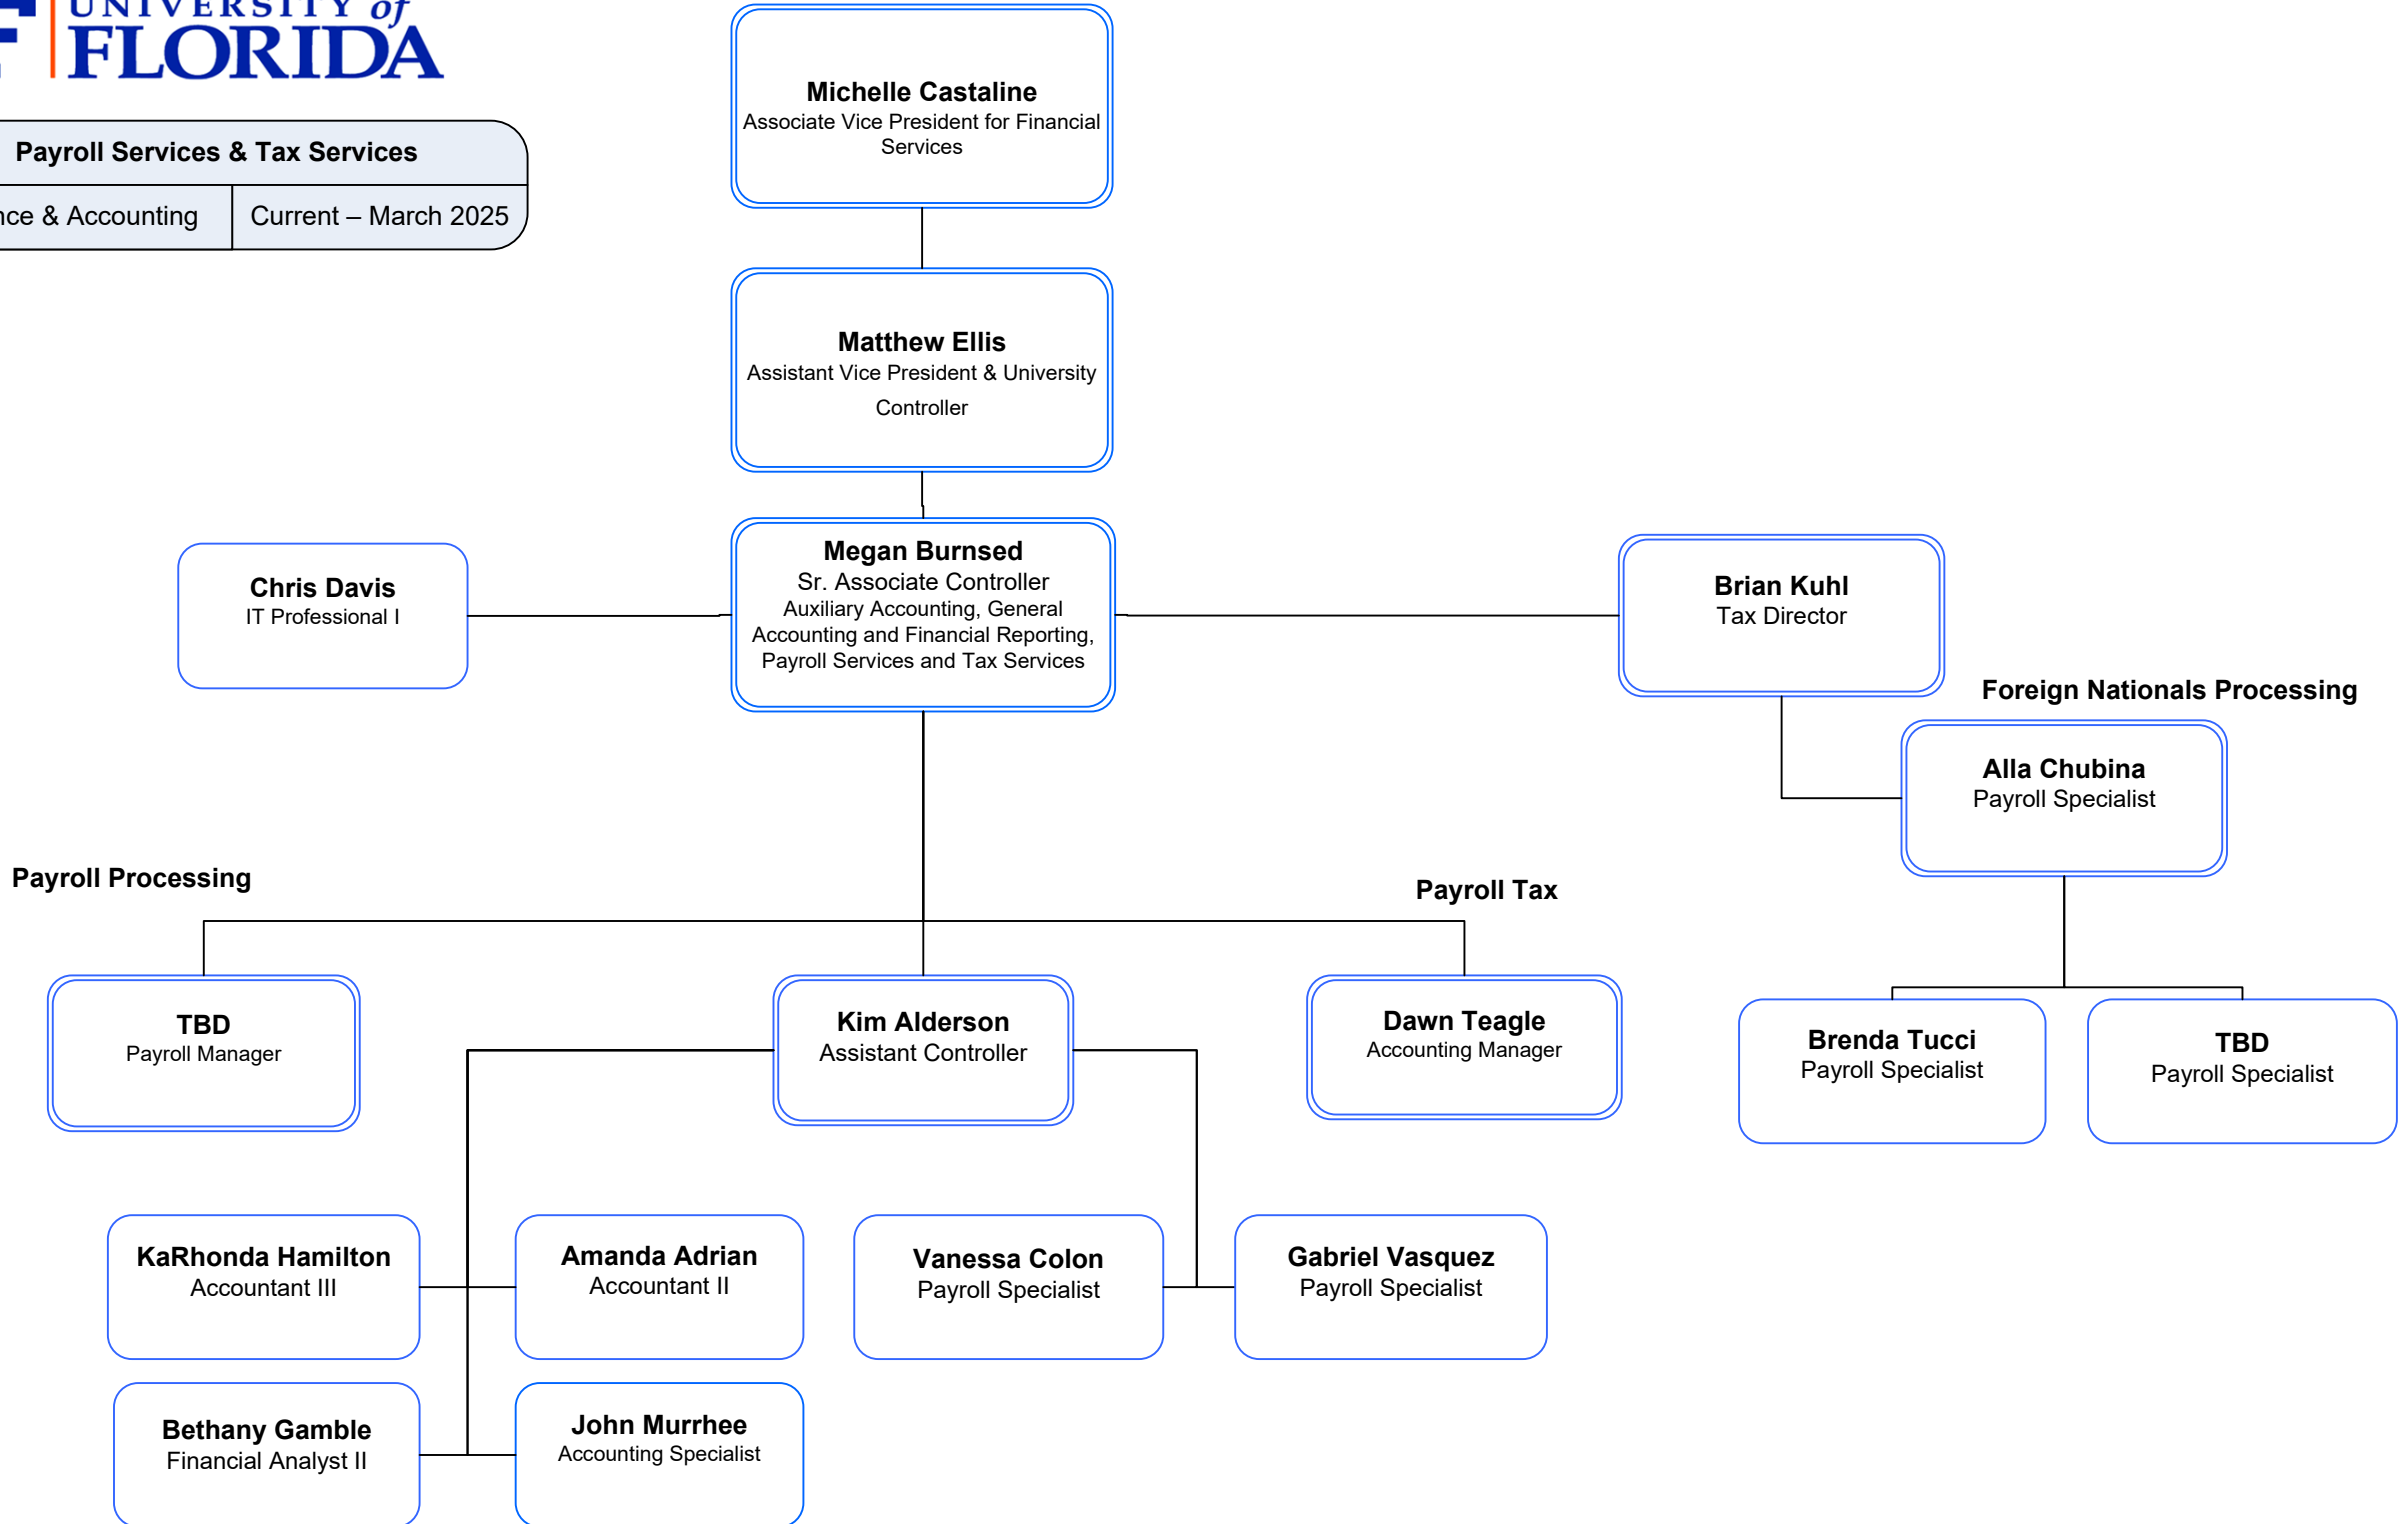 UNIVERSITY of
FLORIDA
Payroll Services & Tax Services
& Accounting
Current – March 2025
Michelle Castaline
Associate Vice President for Financial
Services
Matthew Ellis
Assistant Vice President & University
Controller
Chris Davis
IT Professional I
Megan Burnsed
Sr. Associate Controller
Auxiliary Accounting, General
Accounting and Financial Reporting,
Payroll Services and Tax Services
Brian Kuhl
Tax Director
Foreign Nationals Processing
Alla Chubina
Payroll Specialist
Payroll Processing
Payroll Tax
TBD
Payroll Manager
Kim Alderson
Assistant Controller
Dawn Teagle
Accounting Manager
Brenda Tucci
Payroll Specialist
TBD
Payroll Specialist
KaRhonda Hamilton
Accountant III
Amanda Adrian
Accountant II
Vanessa Colon
Payroll Specialist
Gabriel Vasquez
Payroll Specialist
Bethany Gamble
Financial Analyst II
John Murrhee
Accounting Specialist